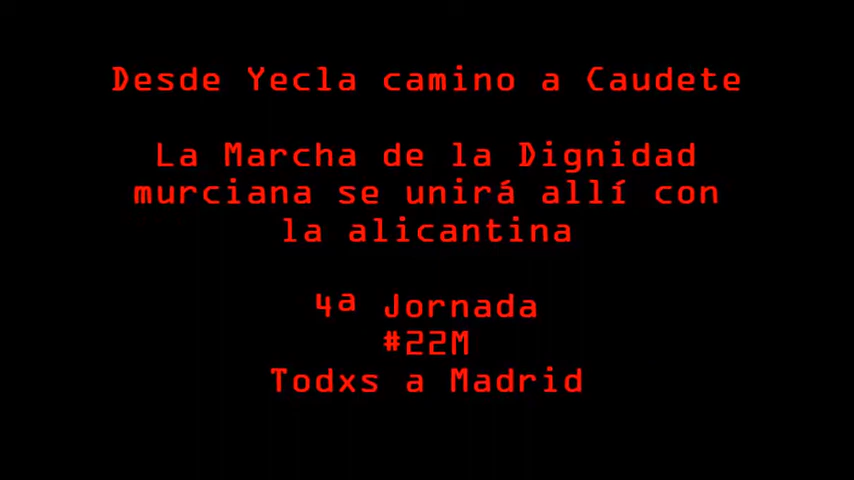 Desde Yecla camino a Caudete
La Marcha de la Dignidad
murciana se unirá allí con
la alicantina
4ª Jornada
#22M
Todxs a Madrid